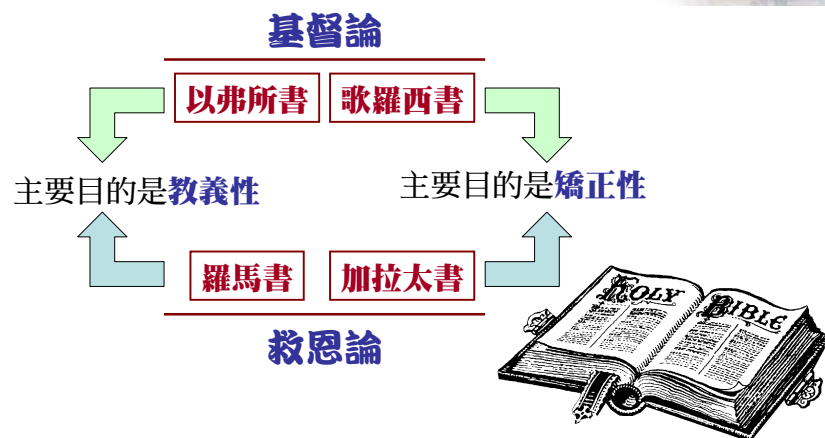 基督論
以弗所書 歌羅西書
主要目的是教義性 主要目的是矯正性
羅馬書 加拉太書
救恩論
HOLY BIBLE